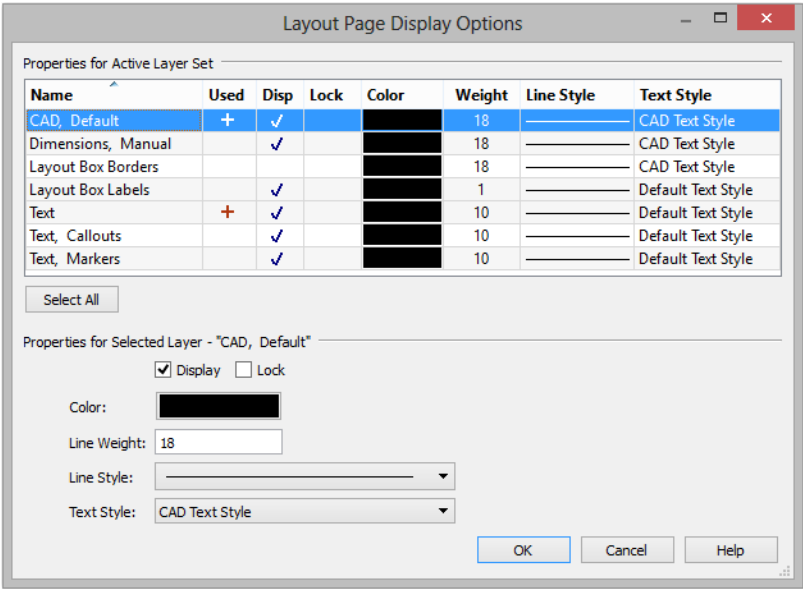 Layout Page Display Options
Properties for Active Layer Set
Name Used Disp Lock Color Weight Line Style Text Style
CAD, Default 18 CAD Text Style
Dimensions, Manual 18 CAD Text Style
Layout Box Borders 18 CAD Text Style
Layout Box Labels 1 Default Text Style
Text 10 Default Text Style
Text, Callouts 10 Default Text Style
Text, Markers 10 Default Text Style
Select All
Properties for Selected Layer - "CAD, Default"
Display Lock
Color:
Line Weight: 18
Line Style:
Text Style: CAD Text Style
OK Cancel Help